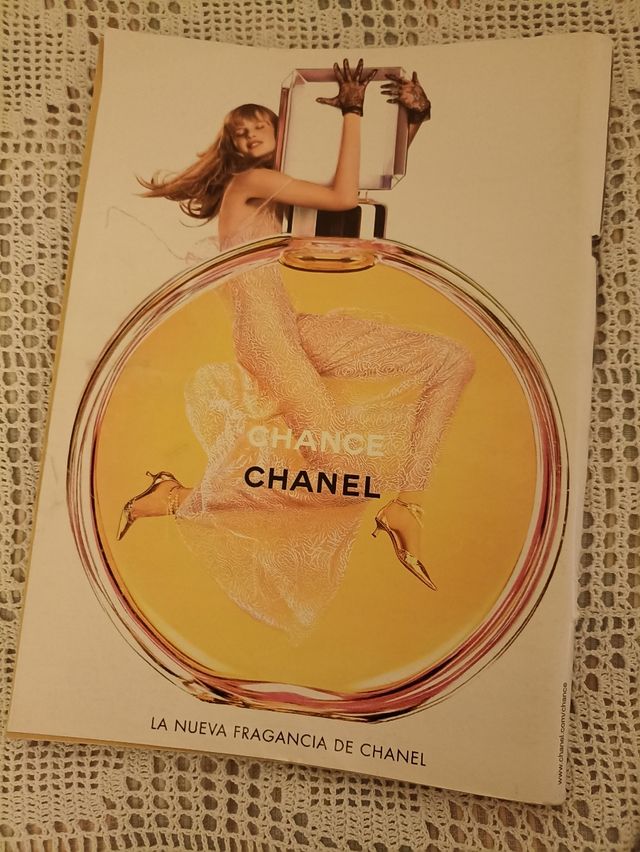 CHANCE
CHANEL
LA NUEVA FRAGANCIA DE CHANEL
www.chanel.com/chance